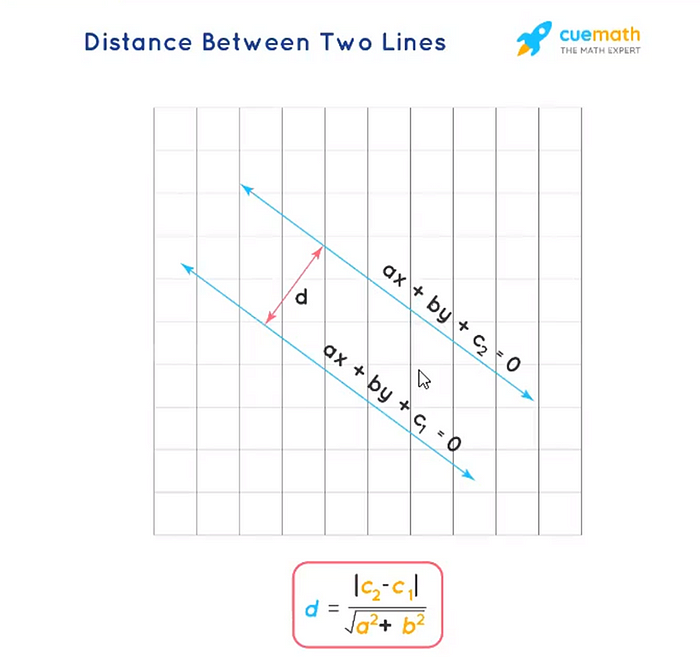 Distance Between Two Lines
cuemath
THE MATH EXPERT
ax + by + c₂ = 0
d
ax + by + c₁ = 0
d = |c₂-c₁| / √a²+ b²